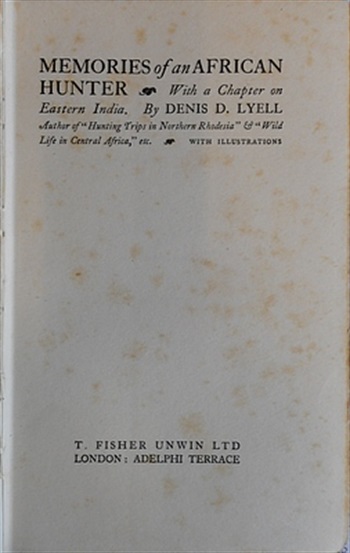 MEMORIES of an AFRICAN
HUNTER With a Chapter on
Eastern India. By DENIS D. LYELL
Author of "Hunting Trips in Northern Rhodesia" & "Wild
Life in Central Africa," etc. WITH ILLUSTRATIONS
T. FISHER UNWIN LTD
LONDON: ADELPHI TERRACE